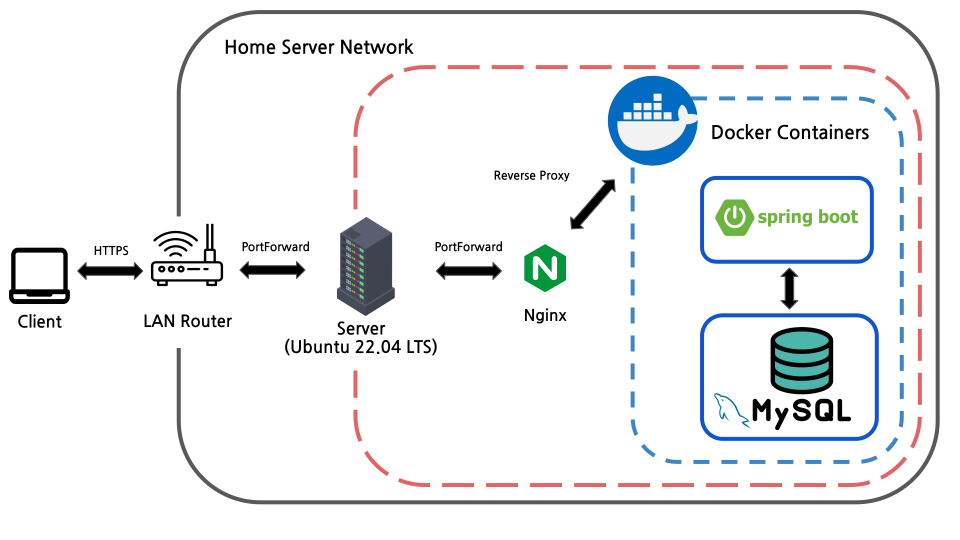 Home Server Network
Docker Containers
Reverse Proxy
spring boot
HTTPS
PortForward
PortForward
N
Client
LAN Router
Server
(Ubuntu 22.04 LTS)
Nginx
MySQL